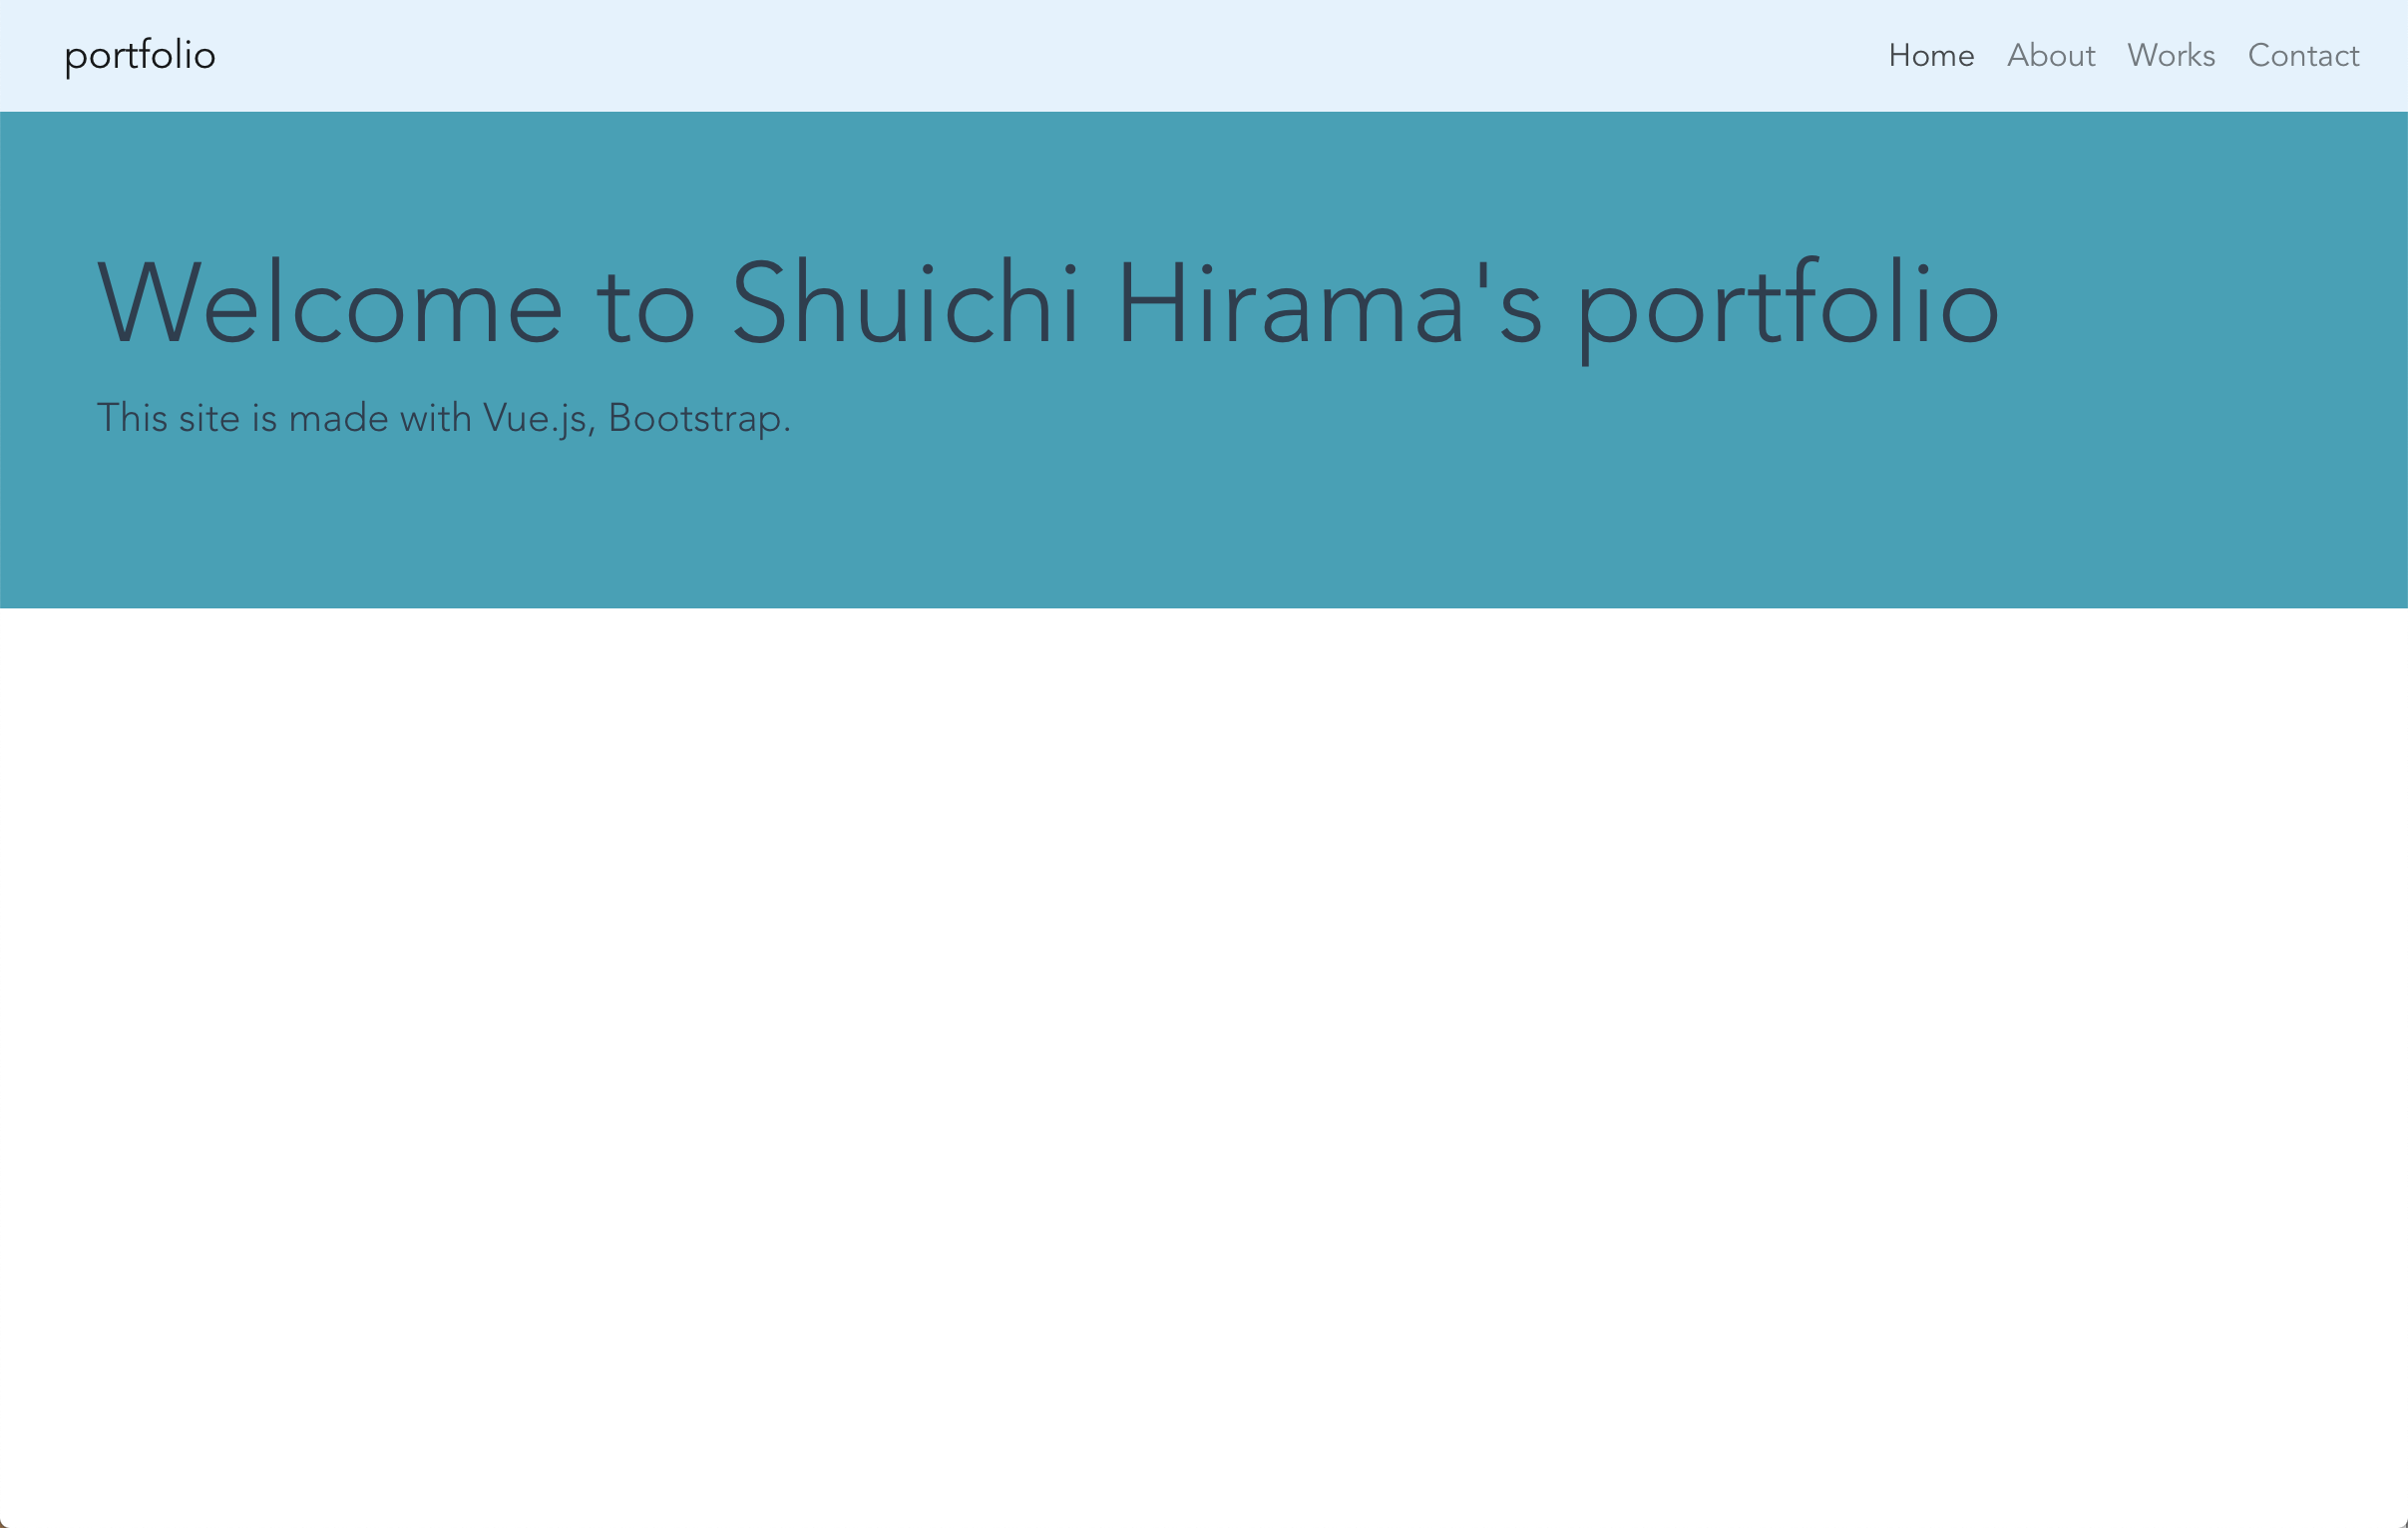 portfolio
Home About Works Contact
Welcome to Shuichi Hirama's portfolio
This site is made with Vue.js, Bootstrap.